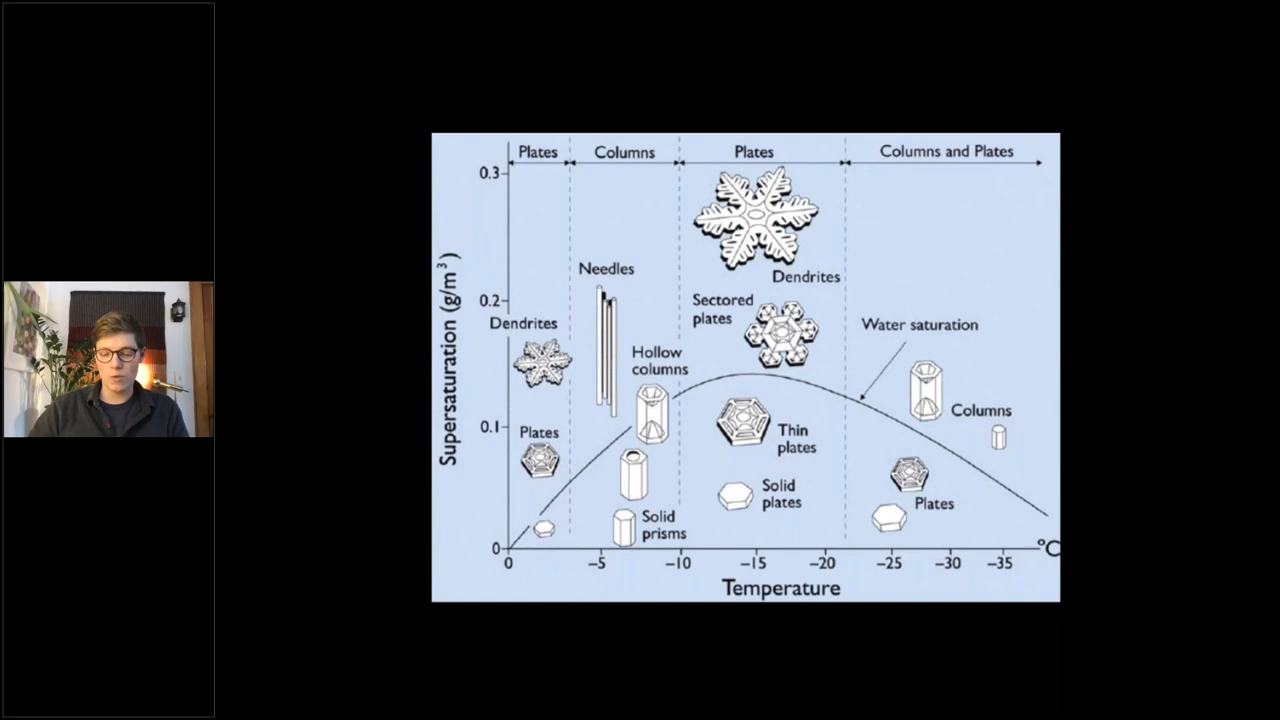 Plates Columns Plates Columns and Plates
0.3
Supersaturation (g/m³)
Dendrites
Needles
Sectored
plates
0.2
Dendrites
Water saturation
Hollow
columns
Columns
0.1
Plates
Thin
plates
Solid
plates
Plates
Solid
prisms
0
°C
0 –5 –10 –15 –20 –25 –30 –35
Temperature